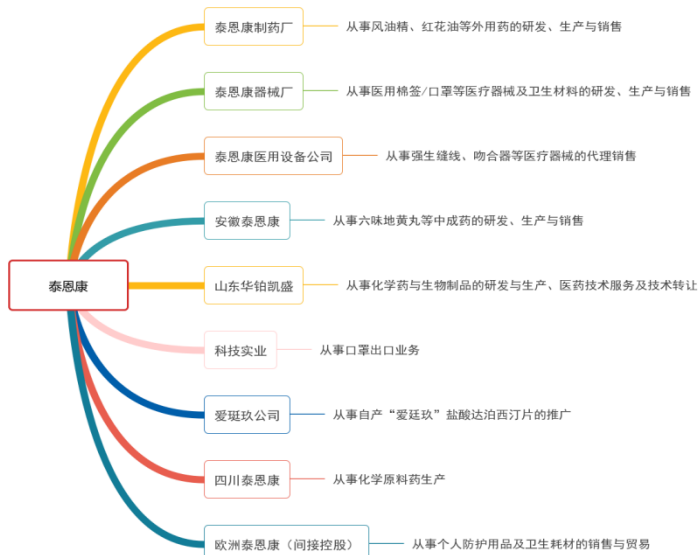 泰恩康制药厂
从事风油精、红花油等外用药的研发、生产与销售
泰恩康器械厂
从事医用棉签/口罩等医疗器械及卫生材料的研发、生产与销售
泰恩康医用设备公司
从事强生缝线、吻合器等医疗器械的代理销售
安徽泰恩康
从事六味地黄丸等中成药的研发、生产与销售
泰恩康
山东华铂凯盛
从事化学药与生物制品的研发与生产、医药技术服务及技术转让
科技实业
从事口罩出口业务
爱珽玖公司
从事自产“爱廷玖”盐酸达泊西汀片的推广
四川泰恩康
从事化学原料药生产
欧洲泰恩康（间接控股）
从事个人防护用品及卫生耗材的销售与贸易